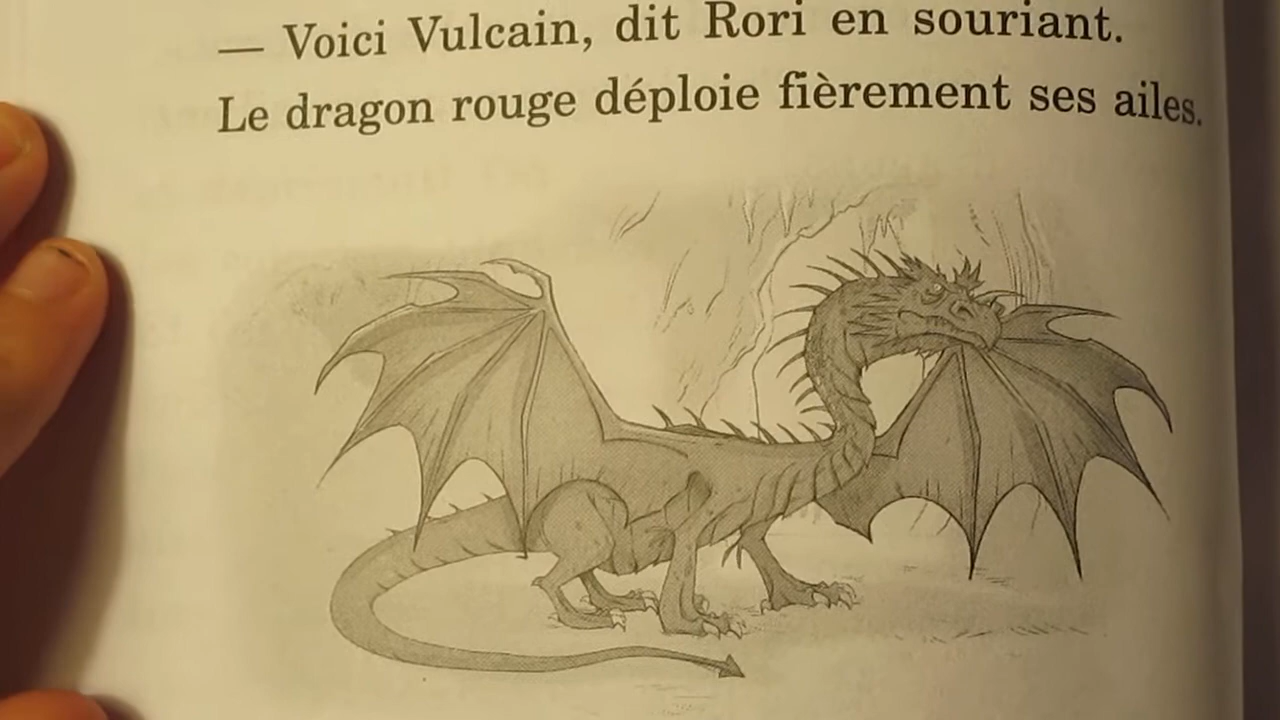 — Voici Vulcain, dit Rori en souriant.
Le dragon rouge déploie fièrement ses ailes.